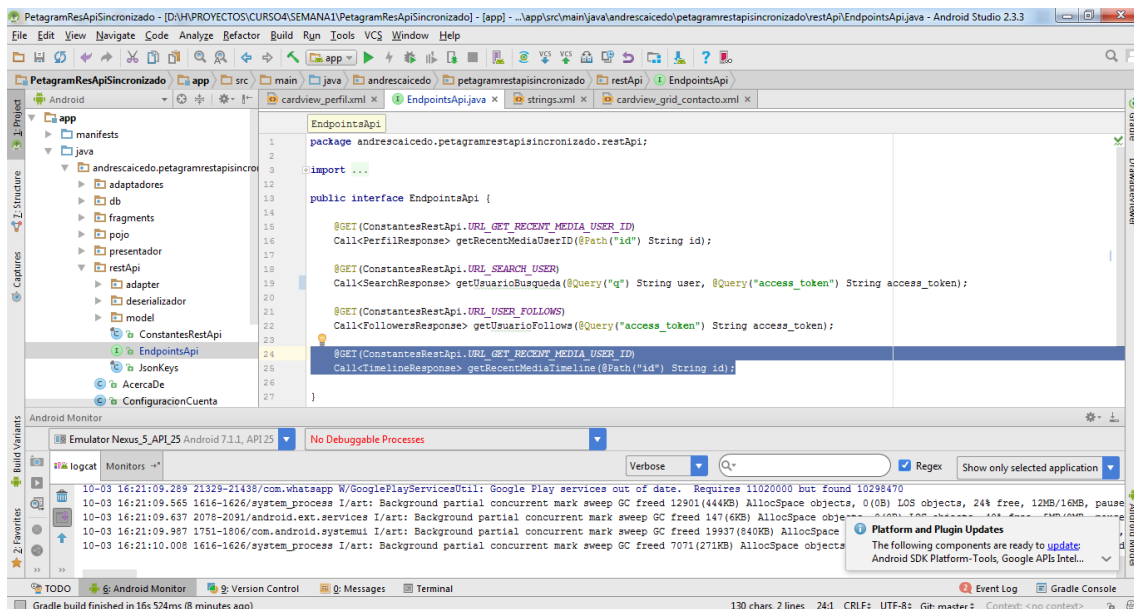 PetagramResApiSincronizado - [D:\H\PROYECTOS\CURSO4\SEMANA1\PetagramResApiSincronizado] - [app] - ...\app\src\main\java\andrescaicedo\petagramrestapisincronizado\restApi\EndpointsApi.java - Android Studio 2.3.3
File Edit View Navigate Code Analyze Refactor Build Run Tools VCS Window Help
app
PetagramResApiSincronizado app src main java andrescaicedo petagramrestapisincronizado restApi EndpointsApi
Android
cardview_perfil.xml EndpointsApi.java strings.xml cardview_grid_contacto.xml
1: Project
7: Structure
Captures
Build Variants
2: Favorites
Gradle
Android Model
app
manifests
java
andrescaicedo.petagramrestapisincro
adaptadores
db
fragments
pojo
presentador
restApi
adapter
deserializador
model
ConstantesRestApi
EndpointsApi
JsonKeys
AcercaDe
ConfiguracionCuenta
EndpointsApi
1 package andrescaicedo.petagramrestapisincronizado.restApi;
2
3 import ...
12
13 public interface EndpointsApi {
14
15 @GET(ConstantesRestApi.URL_GET_RECENT_MEDIA_USER_ID)
16 Call<PerfilResponse> getRecentMediaUserID(@Path("id") String id);
17
18 @GET(ConstantesRestApi.URL_SEARCH_USER)
19 Call<SearchResponse> getUsuarioBusqueda(@Query("q") String user, @Query("access_token") String access_token);
20
21 @GET(ConstantesRestApi.URL_USER_FOLLOWS)
22 Call<FollowersResponse> getUsuarioFollows(@Query("access_token") String access_token);
23
24 @GET(ConstantesRestApi.URL_GET_RECENT_MEDIA_USER_ID)
25 Call<TimelineResponse> getRecentMediaTimeline(@Path("id") String id);
26
27 }
Android Monitor
Emulator Nexus_5_API_25 Android 7.1.1, API 25 No Debuggable Processes
logcat Monitors Verbose Regex Show only selected application
10-03 16:21:09.289 21329-21438/com.whatsapp W/GooglePlayServicesUtil: Google Play services out of date. Requires 11020000 but found 10298470
10-03 16:21:09.565 1616-1626/system_process I/art: Background partial concurrent mark sweep GC freed 12901(444KB) AllocSpace objects, 0(0B) LOS objects, 24% free, 12MB/16MB, pause
10-03 16:21:09.637 2078-2091/android.ext.services I/art: Background partial concurrent mark sweep GC freed 147(6KB) AllocSpace
10-03 16:21:09.987 1751-1806/com.android.systemui I/art: Background partial concurrent mark sweep GC freed 19937(840KB) AllocSpace
10-03 16:21:10.008 1616-1626/system_process I/art: Background partial concurrent mark sweep GC freed 7071(271KB) AllocSpace objects
Platform and Plugin Updates
The following components are ready to update:
Android SDK Platform-Tools, Google APIs Intel...
TODO 6: Android Monitor 9: Version Control 0: Messages Terminal Event Log Gradle Console
Gradle build finished in 16s 524ms (8 minutes ago) 130 chars, 2 lines 24:1 CRLF UTF-8 Git: master Context: <no context>